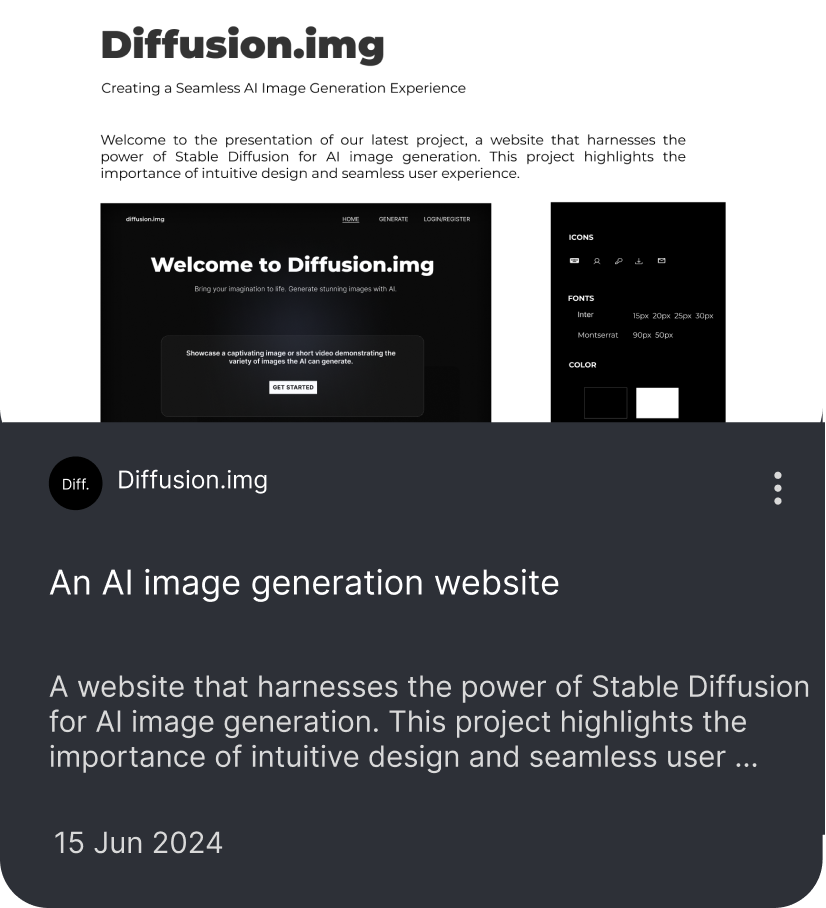 Diffusion.img
Creating a Seamless AI Image Generation Experience
Welcome to the presentation of our latest project, a website that harnesses the
power of Stable Diffusion for AI image generation. This project highlights the
importance of intuitive design and seamless user experience.
diffusion.img HOME GENERATE LOGIN/REGISTER
Welcome to Diffusion.img
Bring your imagination to life. Generate stunning images with AI.
Showcase a captivating image or short video demonstrating the
variety of images the AI can generate.
GET STARTED
ICONS
FONTS
Inter 15px 20px 25px 30px
Montserrat 90px 50px
COLOR
Diff. Diffusion.img
An AI image generation website
A website that harnesses the power of Stable Diffusion
for AI image generation. This project highlights the
importance of intuitive design and seamless user ...
15 Jun 2024